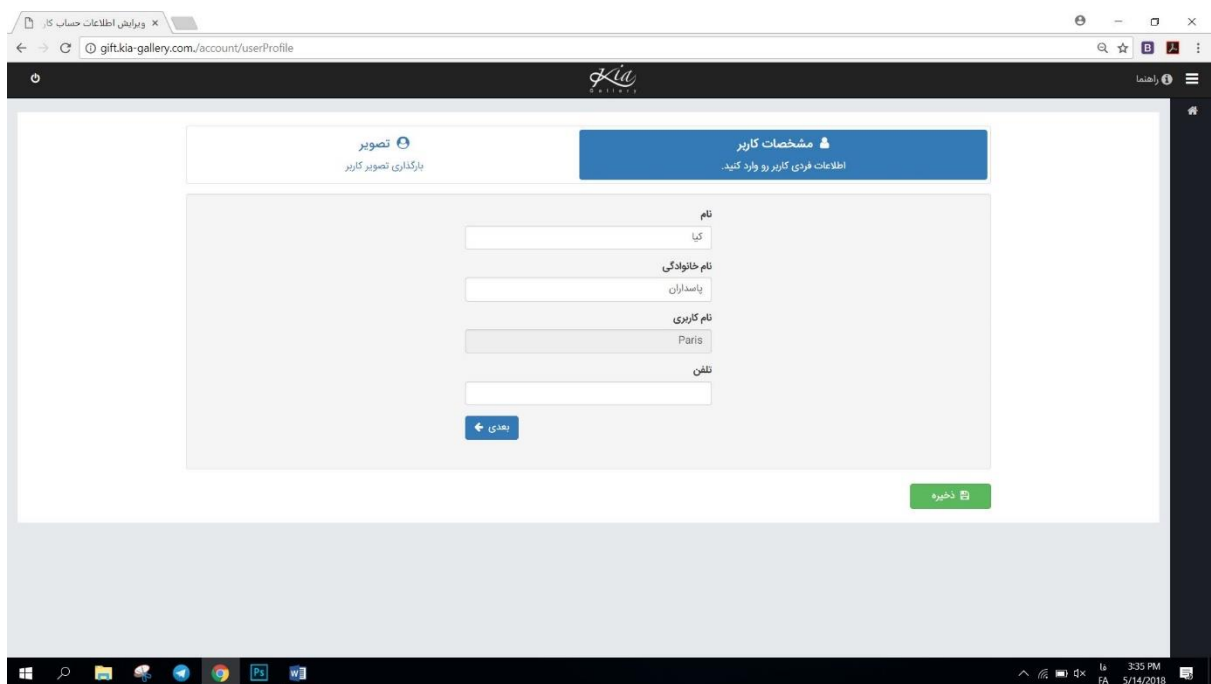 ویرایش اطلاعات حساب کار
gift.kia-gallery.com./account/userProfile
راهنما
Kia
Gallery
مشخصات کاربر
اطلاعات فردی کاربر رو وارد کنید.
تصویر
بارگذاری تصویر کاربر
نام
کیا
نام خانوادگی
پاسداران
نام کاربری
Paris
تلفن
بعدی
ذخیره
فا
FA
3:35 PM
5/14/2018